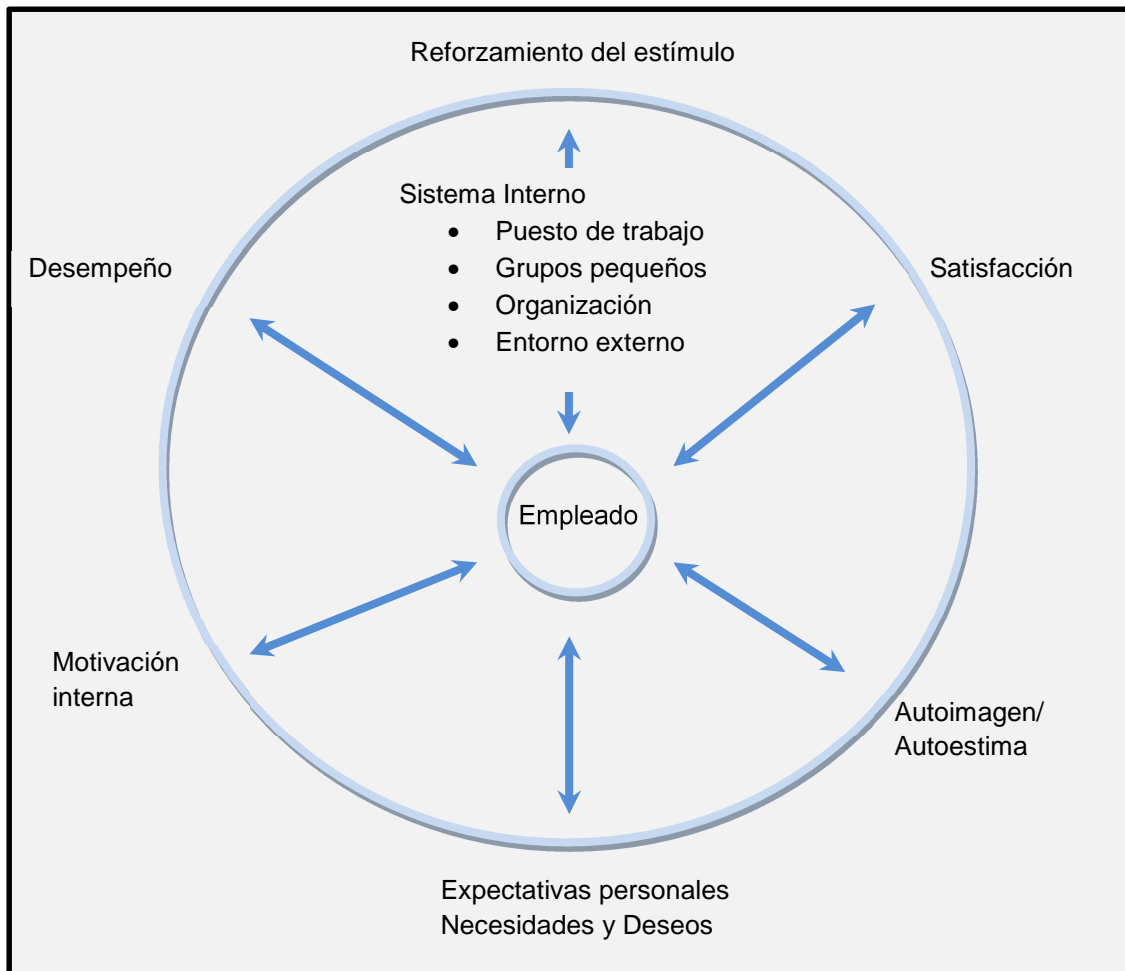 Reforzamiento del estímulo
Sistema Interno
• Puesto de trabajo
• Grupos pequeños
• Organización
• Entorno externo
Desempeño
Satisfacción
Empleado
Motivación
interna
Autoimagen/
Autoestima
Expectativas personales
Necesidades y Deseos